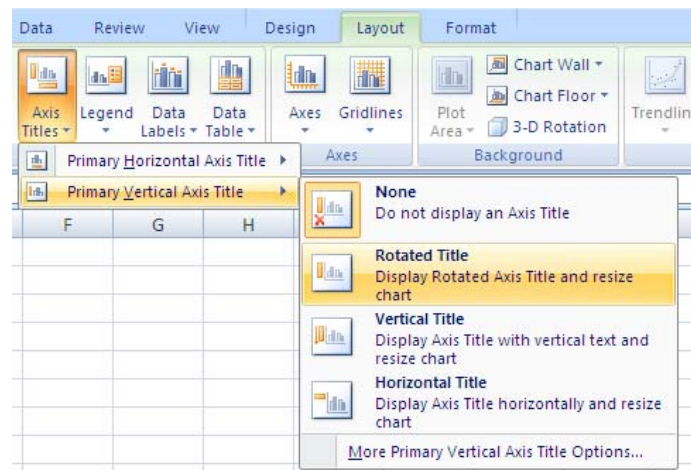 Data Review View Design Layout Format
Axis Titles Legend Data Labels Data Table Axes Gridlines Plot Area Chart Wall
Chart Floor
3-D Rotation
Axes Background
Primary Horizontal Axis Title
Primary Vertical Axis Title
F G H
None
Do not display an Axis Title
Rotated Title
Display Rotated Axis Title and resize
chart
Vertical Title
Display Axis Title with vertical text and
resize chart
Horizontal Title
Display Axis Title horizontally and resize
chart
More Primary Vertical Axis Title Options...